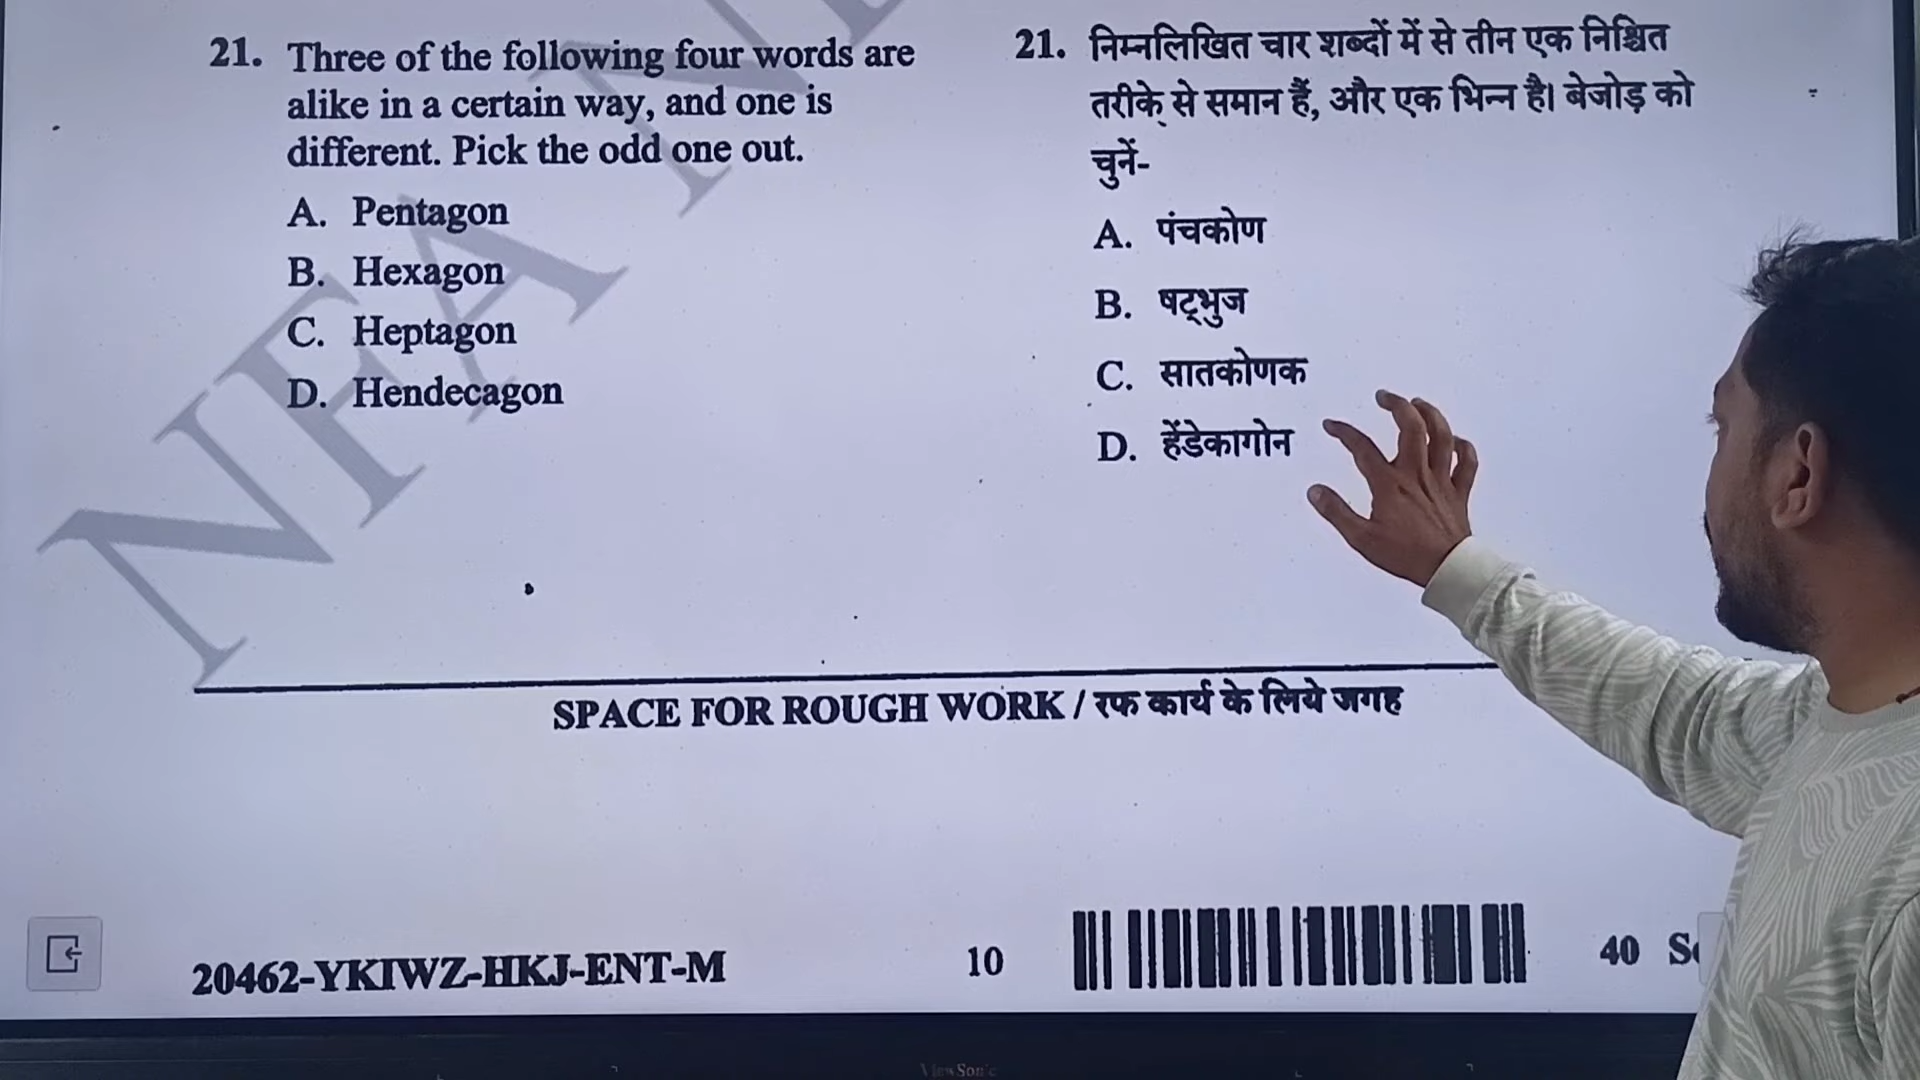 21. Three of the following four words are
alike in a certain way, and one is
different. Pick the odd one out.
A. Pentagon
B. Hexagon
C. Heptagon
D. Hendecagon
21. निम्नलिखित चार शब्दों में से तीन एक निश्चित
तरीके से समान हैं, और एक भिन्न है। बेजोड़ को
चुनें-
A. पंचकोण
B. षट्भुज
C. सातकोणक
D. हेंडेकागोन
SPACE FOR ROUGH WORK / रफ कार्य के लिये जगह
20462-YKIWZ-HKJ-ENT-M
10
40
ViewSonic